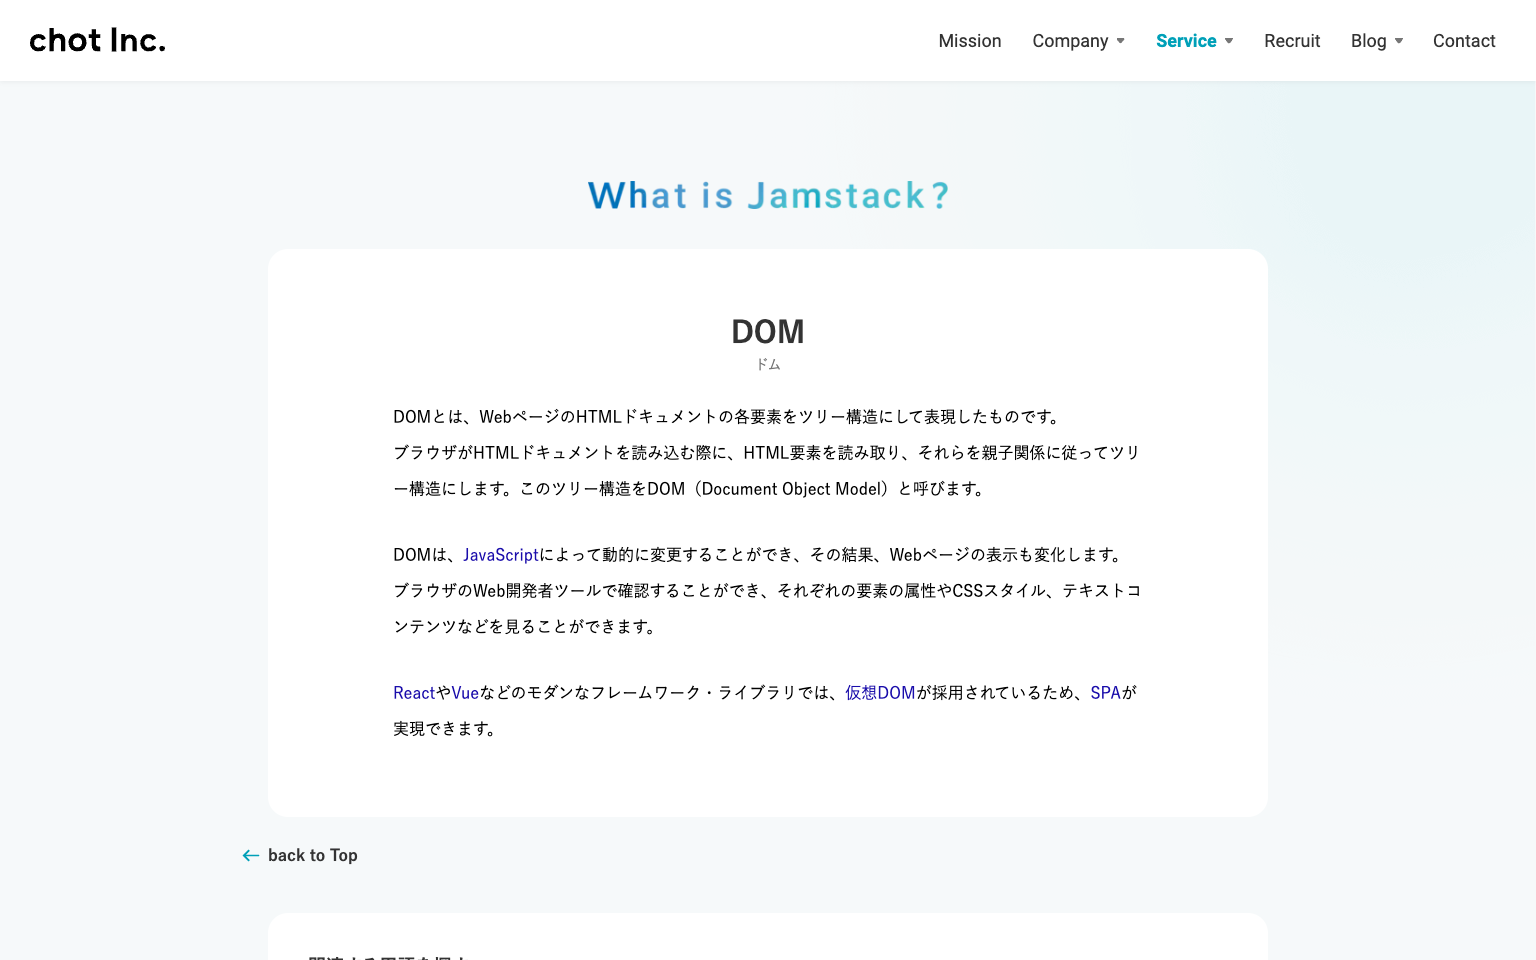 chot Inc.
Mission
Company
Service
Recruit
Blog
Contact
What is Jamstack?
DOM
ドム
DOMとは、WebページのHTMLドキュメントの各要素をツリー構造にして表現したものです。
ブラウザがHTMLドキュメントを読み込む際に、HTML要素を読み取り、それらを親子関係に従ってツリ
ー構造にします。このツリー構造をDOM（Document Object Model）と呼びます。
DOMは、JavaScriptによって動的に変更することができ、その結果、Webページの表示も変化します。
ブラウザのWeb開発者ツールで確認することができ、それぞれの要素の属性やCSSスタイル、テキストコ
ンテンツなどを見ることができます。
ReactやVueなどのモダンなフレームワーク・ライブラリでは、仮想DOMが採用されているため、SPAが
実現できます。
back to Top